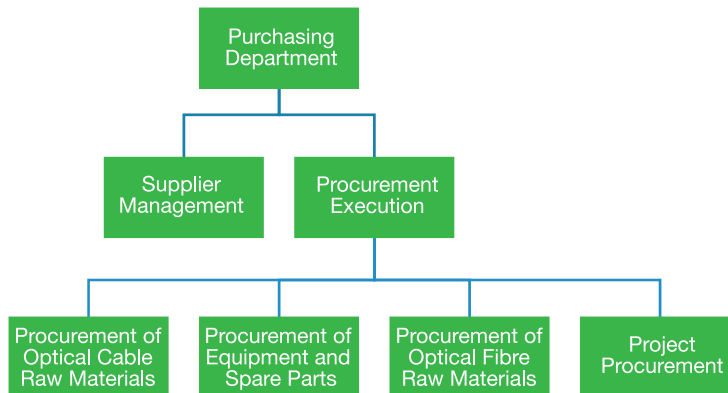 Purchasing
Department
Supplier
Management
Procurement
Execution
Procurement of
Optical Cable
Raw Materials
Procurement of
Equipment and
Spare Parts
Procurement of
Optical Fibre
Raw Materials
Project
Procurement